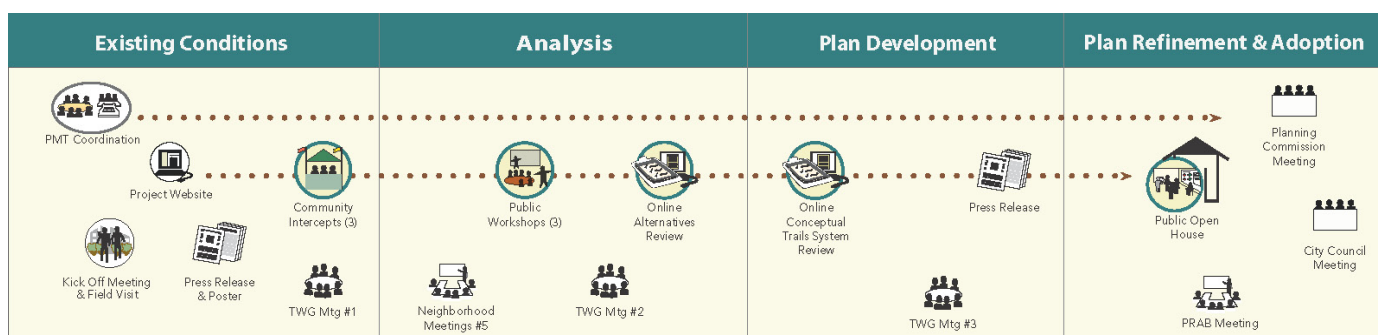 Existing Conditions
Analysis
Plan Development
Plan Refinement & Adoption
PMT Coordination
Project Website
Community
Intercepts (3)
Kick Off Meeting
& Field Visit
Press Release
& Poster
TWG Mtg #1
Public
Workshops (3)
Online
Alternatives
Review
Neighborhood
Meetings #5
TWG Mtg #2
Online
Conceptual
Trails System
Review
Press Release
TWG Mtg #3
Planning
Commission
Meeting
Public Open
House
City Council
Meeting
PRAB Meeting